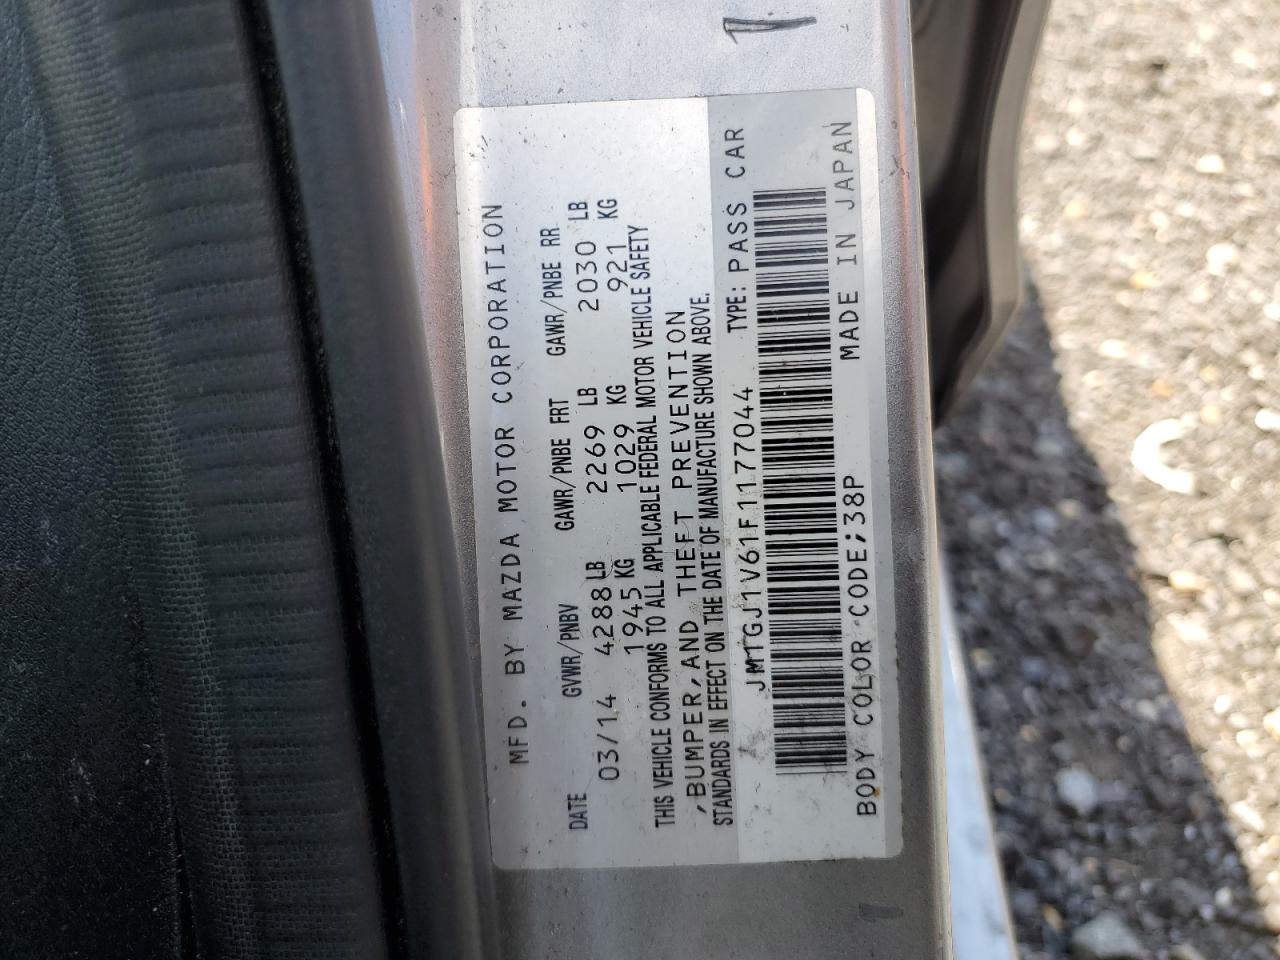 MFD. BY MAZDA MOTOR CORPORATION
DATE GVWR/PNBV GAWR/PNBE FRT GAWR/PNBE RR
03/14 4288 LB 2269 LB 2030 LB
1945 KG 1029 KG 921 KG
THIS VEHICLE CONFORMS TO ALL APPLICABLE FEDERAL MOTOR VEHICLE SAFETY
,BUMPER,AND THEFT PREVENTION
STANDARDS IN EFFECT ON THE DATE OF MANUFACTURE SHOWN ABOVE.
JM1GJ1V61F1177044 TYPE: PASS CAR
BODY COLOR CODE;38P MADE IN JAPAN